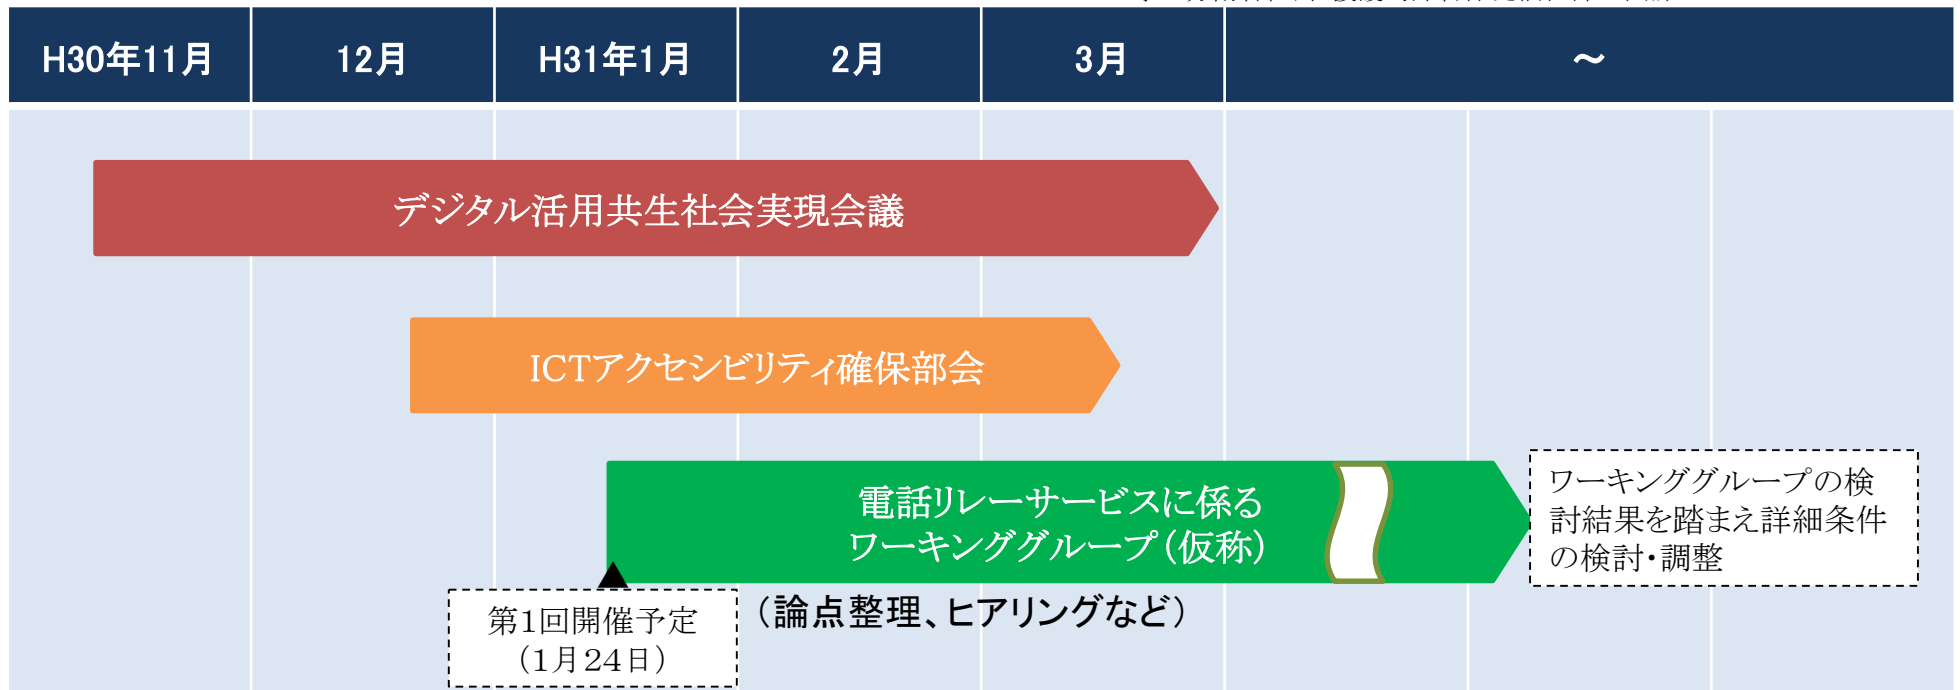 H30年11月
12月
H31年1月
2月
3月
～
デジタル活用共生社会実現会議
ICTアクセシビリティ確保部会
電話リレーサービスに係る
ワーキンググループ(仮称)
ワーキンググループの検
討結果を踏まえ詳細条件
の検討・調整
第1回開催予定
(1月24日)
(論点整理、ヒアリングなど)